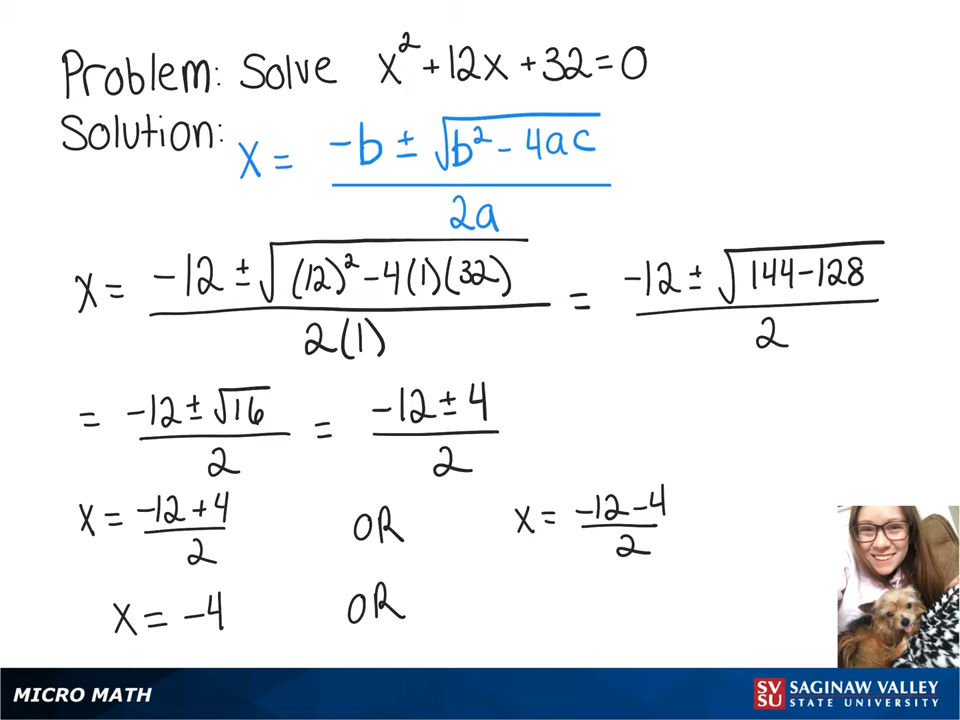 Problem: Solve x² + 12x + 32 = 0
Solution:
x = (-b ± √(b² - 4ac)) / 2a
x = (-12 ± √((12)² - 4(1)(32))) / 2(1) = (-12 ± √(144 - 128)) / 2
= (-12 ± √16) / 2 = (-12 ± 4) / 2
x = (-12 + 4) / 2 OR x = (-12 - 4) / 2
x = -4 OR
MICRO MATH
SV SU SAGINAW VALLEY
STATE UNIVERSITY